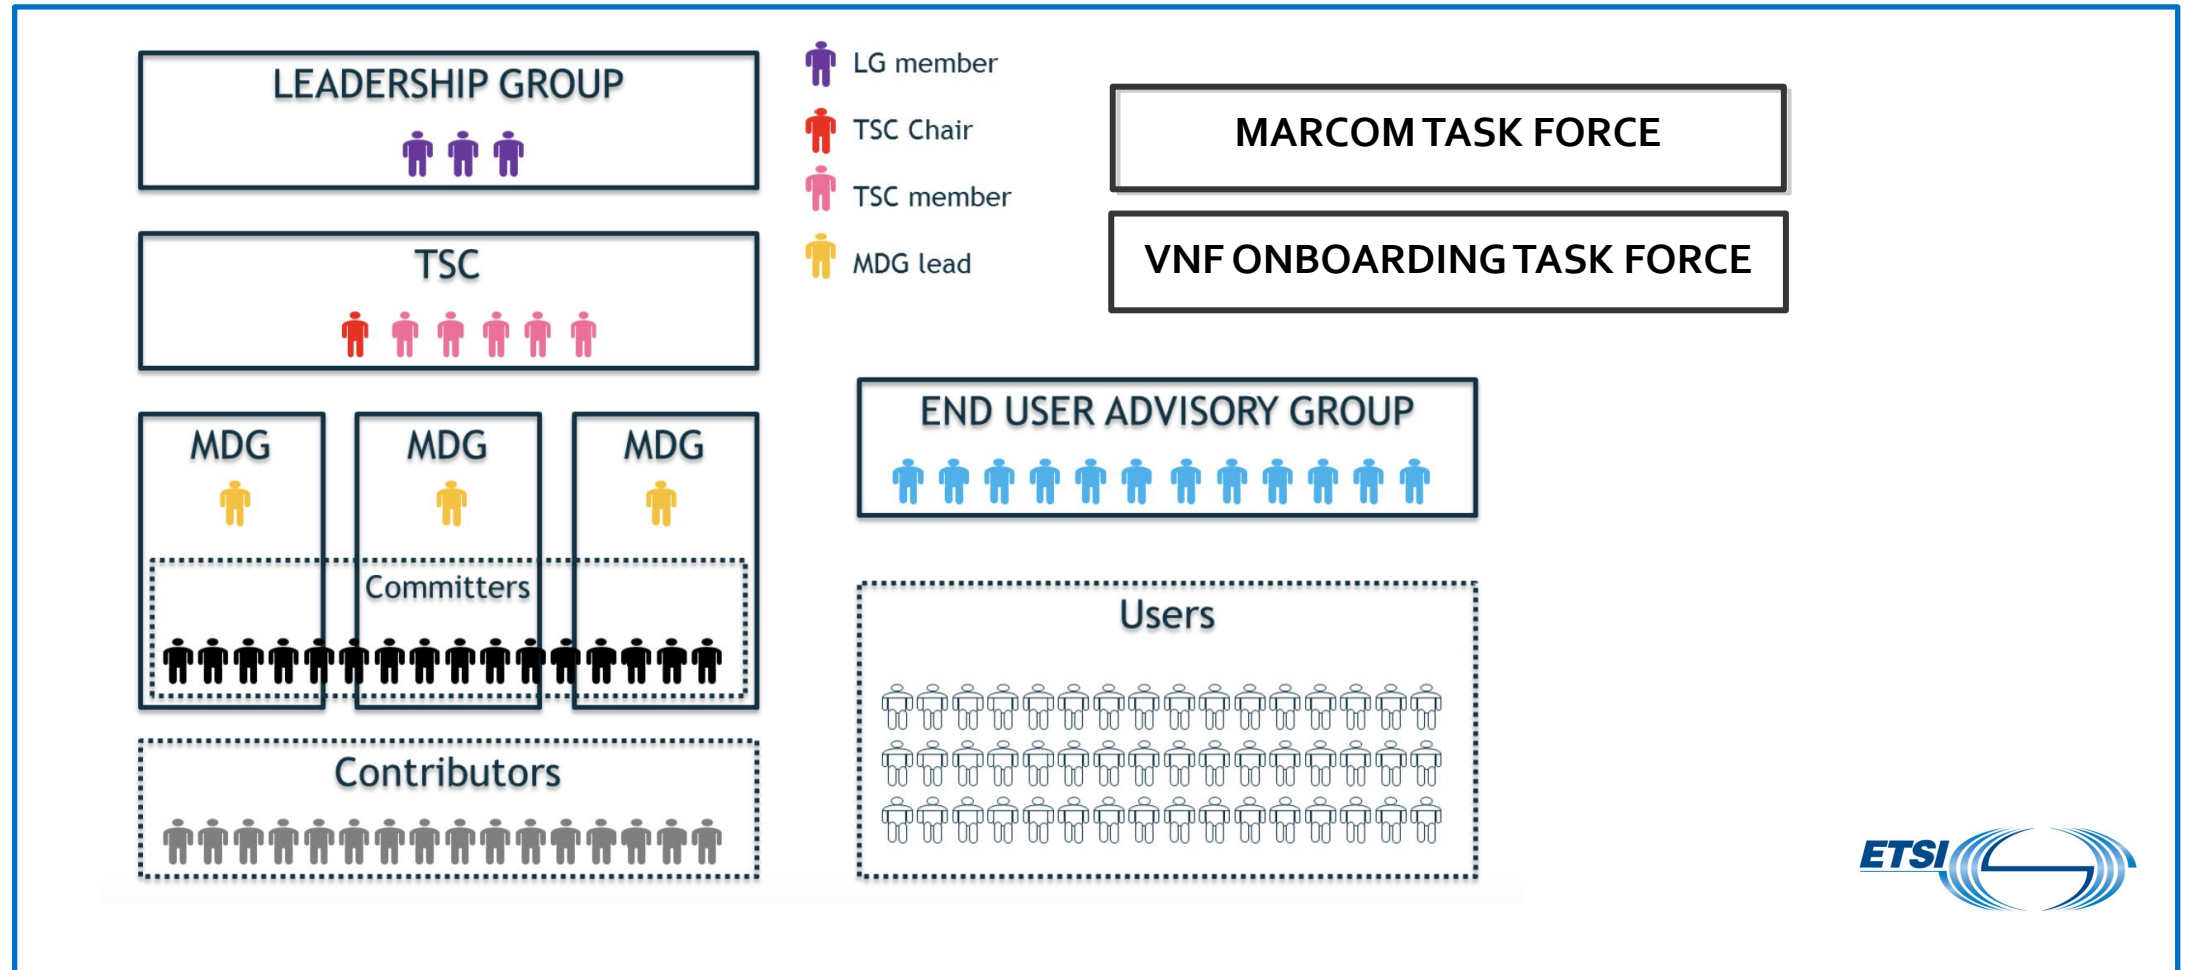 LEADERSHIP GROUP
LG member
TSC Chair
TSC member
MDG lead
MARCOM TASK FORCE
VNF ONBOARDING TASK FORCE
TSC
MDG
MDG
MDG
Committers
Contributors
END USER ADVISORY GROUP
Users
ETSI